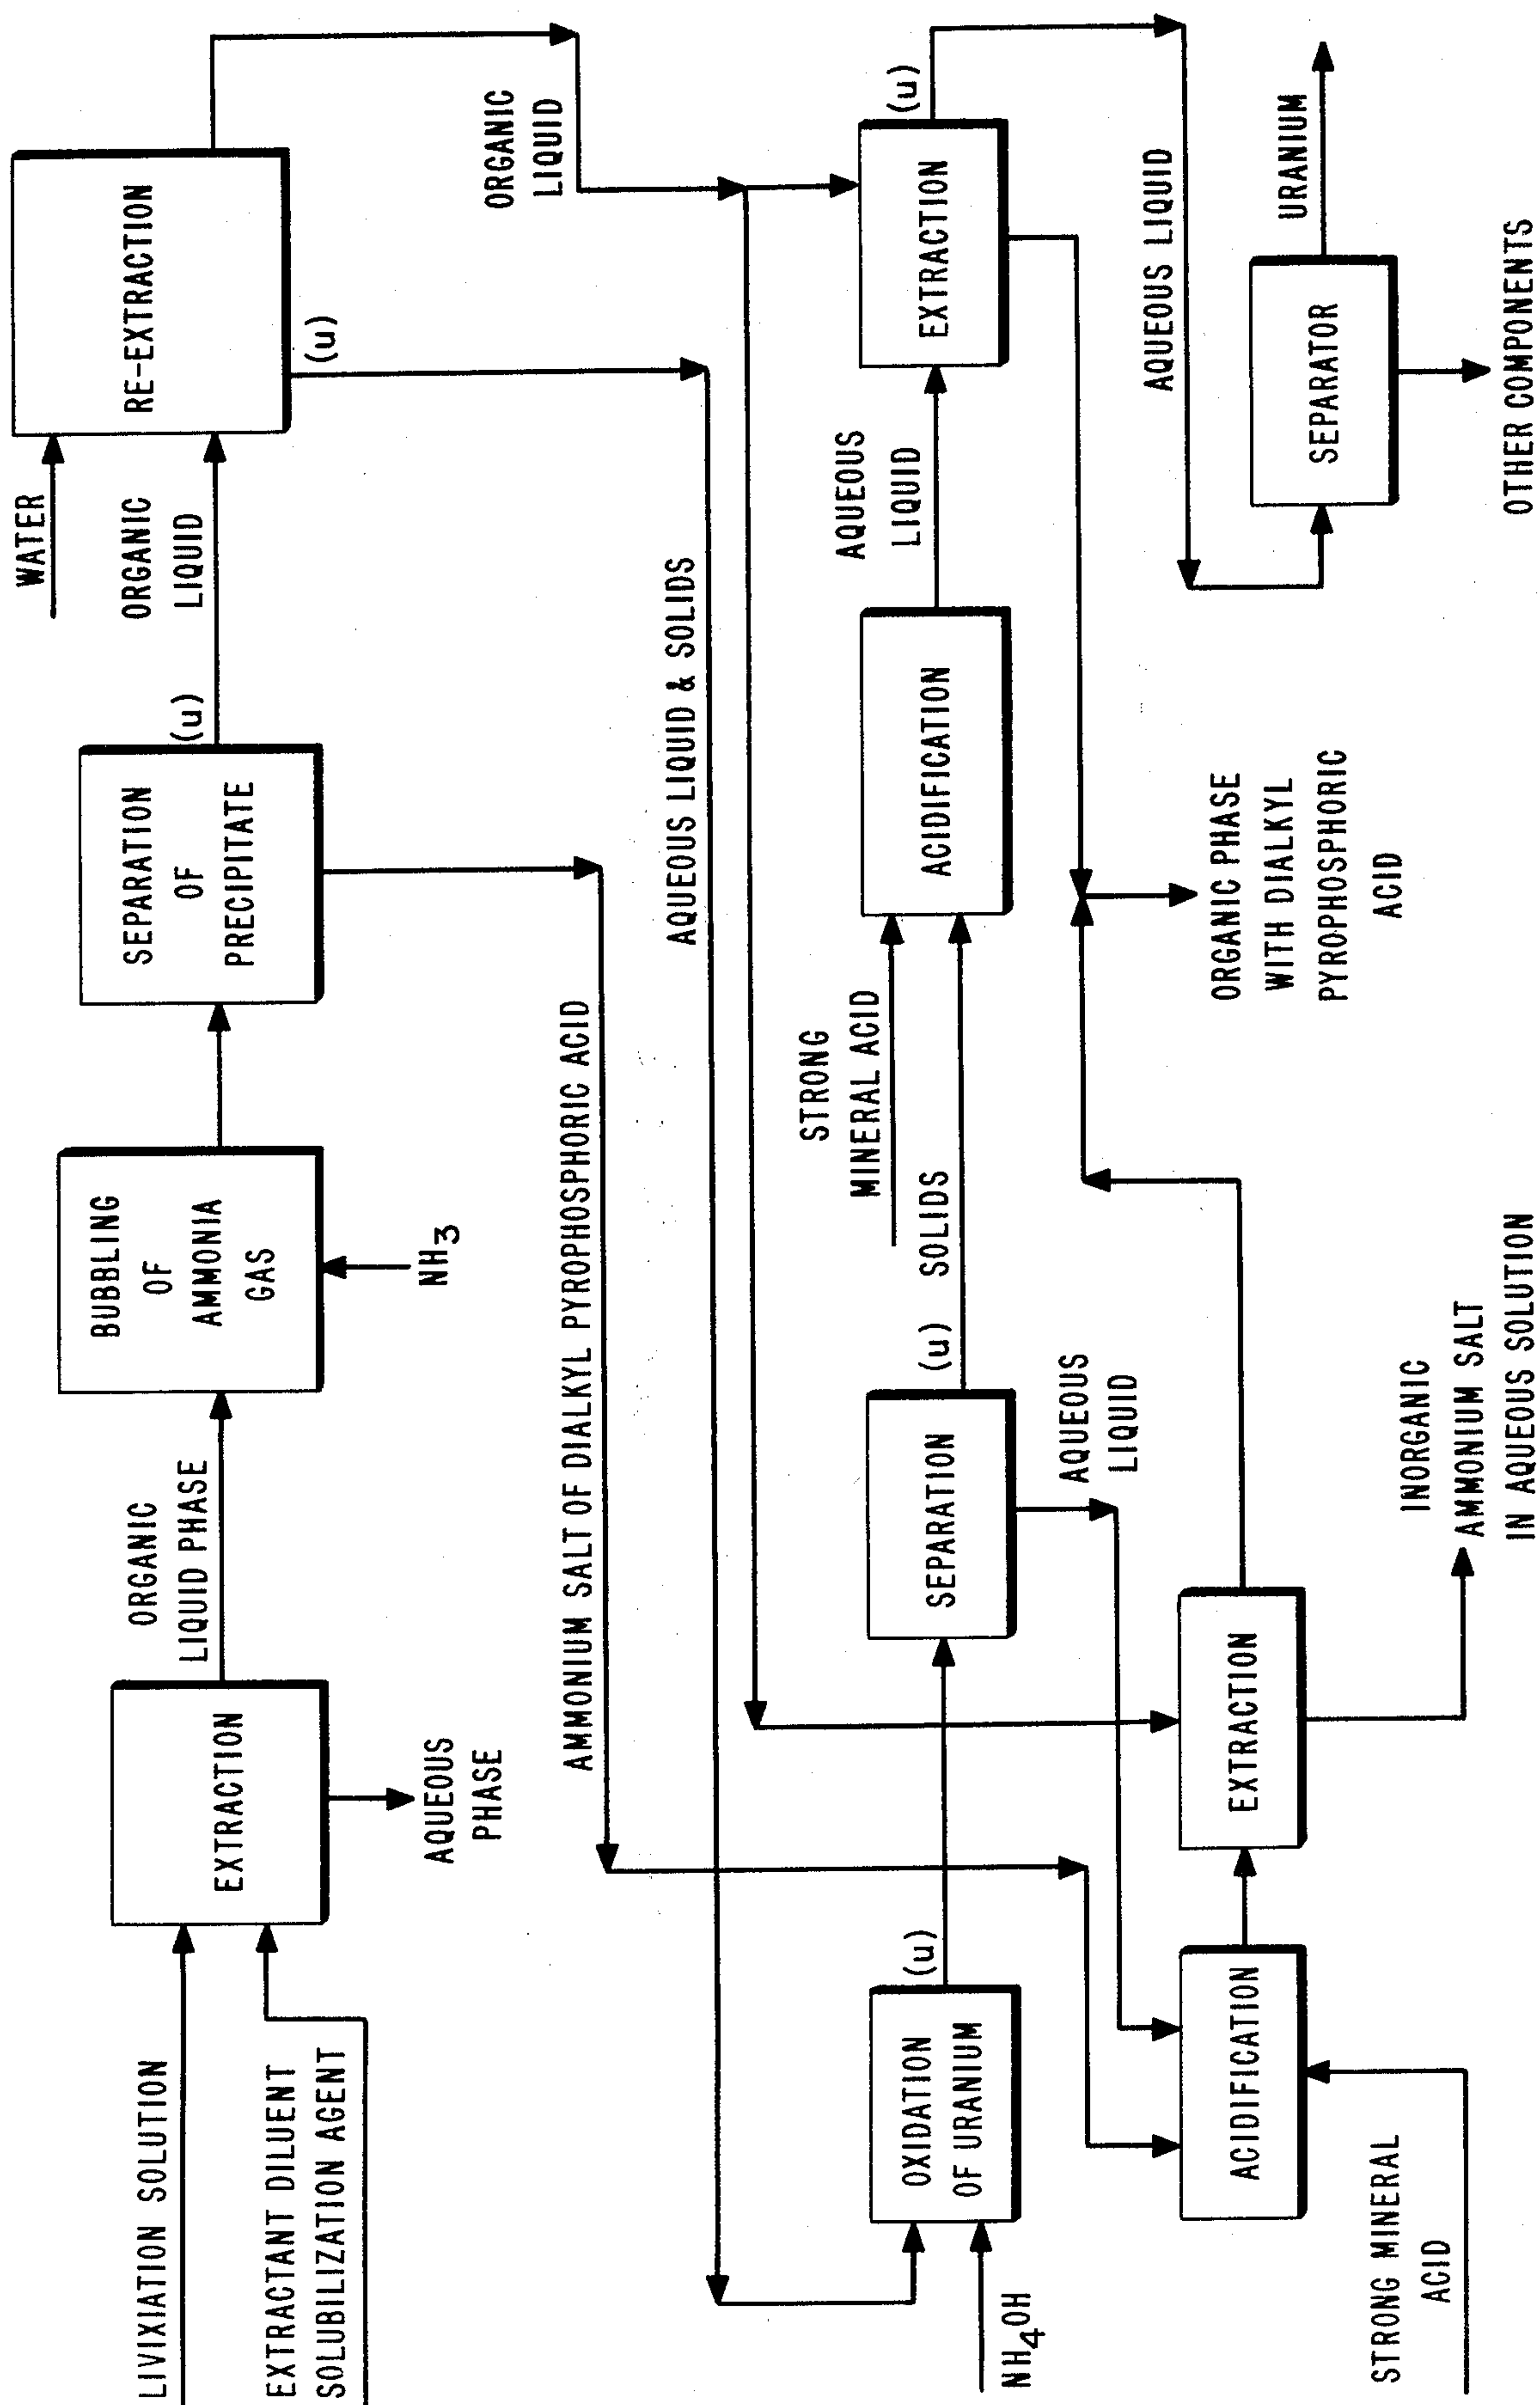 LIVIXIATION SOLUTION
EXTRACTANT DILUENT
SOLUBILIZATION AGENT
EXTRACTION
AQUEOUS
PHASE
ORGANIC
LIQUID PHASE
BUBBLING
OF
AMMONIA
GAS
NH3
SEPARATION
OF
PRECIPITATE
(u)
ORGANIC
LIQUID
WATER
RE-EXTRACTION
(u)
ORGANIC
LIQUID
AMMONIUM SALT OF DIALKYL PYROPHOSPHORIC ACID
AQUEOUS LIQUID & SOLIDS
NH4OH
OXIDATION
OF URANIUM
(u)
SEPARATION
(u) SOLIDS
AQUEOUS
LIQUID
STRONG
MINERAL ACID
ACIDIFICATION
AQUEOUS
LIQUID
EXTRACTION
(u)
AQUEOUS LIQUID
STRONG MINERAL
ACID
ACIDIFICATION
EXTRACTION
INORGANIC
AMMONIUM SALT
IN AQUEOUS SOLUTION
ORGANIC PHASE
WITH DIALKYL
PYROPHOSPHORIC
ACID
SEPARATOR
URANIUM
OTHER COMPONENTS